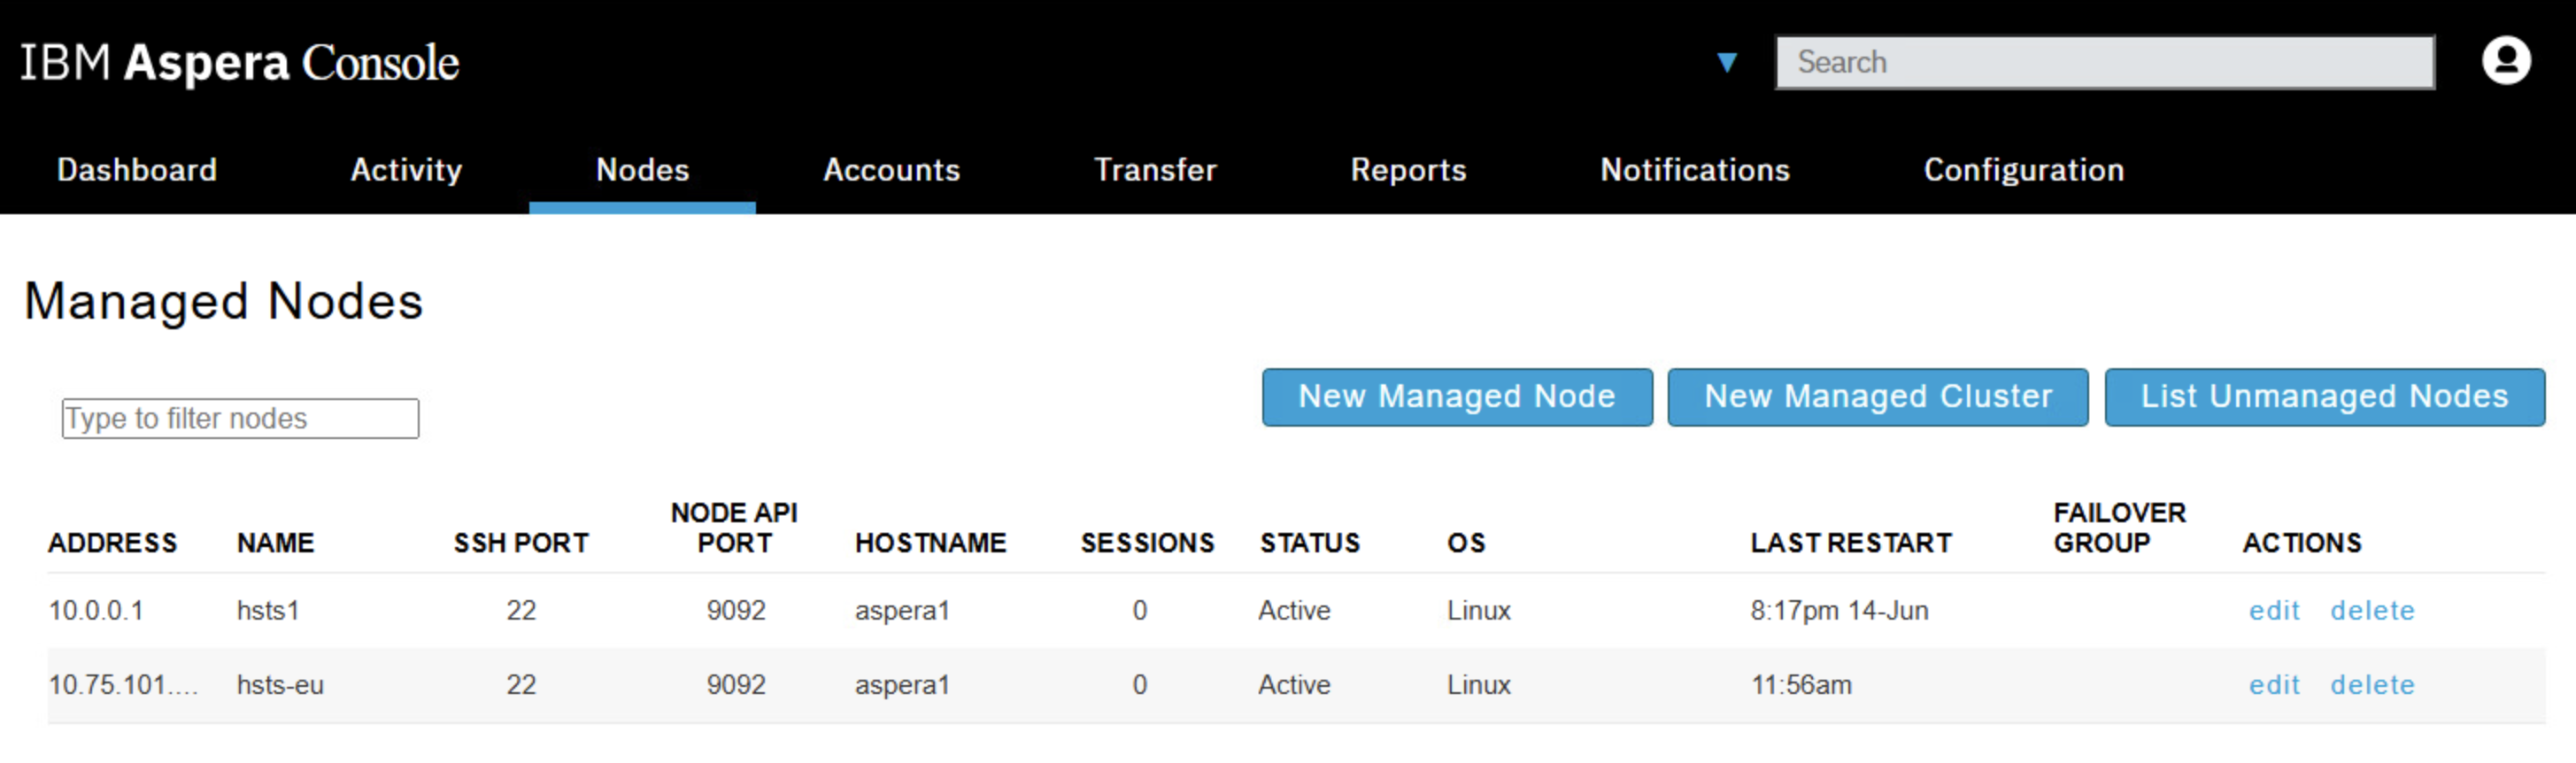 IBM Aspera Console
Search
Dashboard Activity Nodes Accounts Transfer Reports Notifications Configuration
Managed Nodes
Type to filter nodes
New Managed Node New Managed Cluster List Unmanaged Nodes
ADDRESS NAME SSH PORT NODE API PORT HOSTNAME SESSIONS STATUS OS LAST RESTART FAILOVER GROUP ACTIONS
10.0.0.1 hsts1 22 9092 aspera1 0 Active Linux 8:17pm 14-Jun edit delete
10.75.101.... hsts-eu 22 9092 aspera1 0 Active Linux 11:56am edit delete